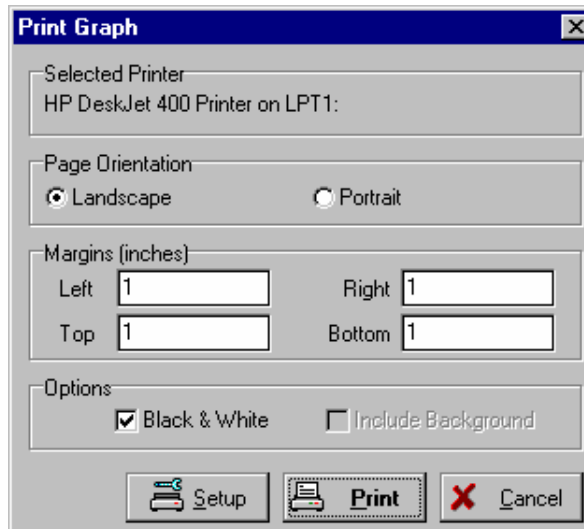 Print Graph
Selected Printer
HP DeskJet 400 Printer on LPT1:
Page Orientation
Landscape Portrait
Margins (inches)
Left 1 Right 1
Top 1 Bottom 1
Options
Black & White Include Background
Setup Print Cancel